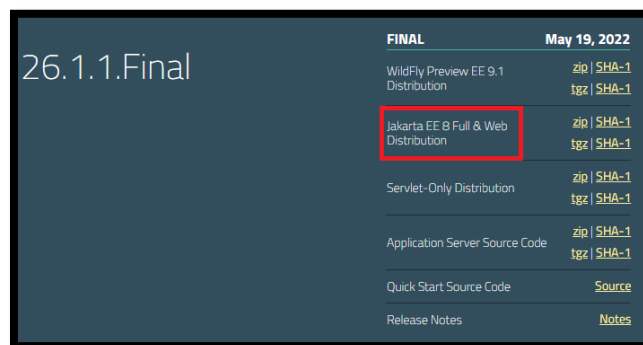 26.1.1.Final
FINAL May 19, 2022
WildFly Preview EE 9.1
Distribution
zip | SHA-1
tgz | SHA-1
Jakarta EE 8 Full & Web
Distribution
zip | SHA-1
tgz | SHA-1
Servlet-Only Distribution
zip | SHA-1
tgz | SHA-1
Application Server Source Code
zip | SHA-1
tgz | SHA-1
Quick Start Source Code Source
Release Notes Notes